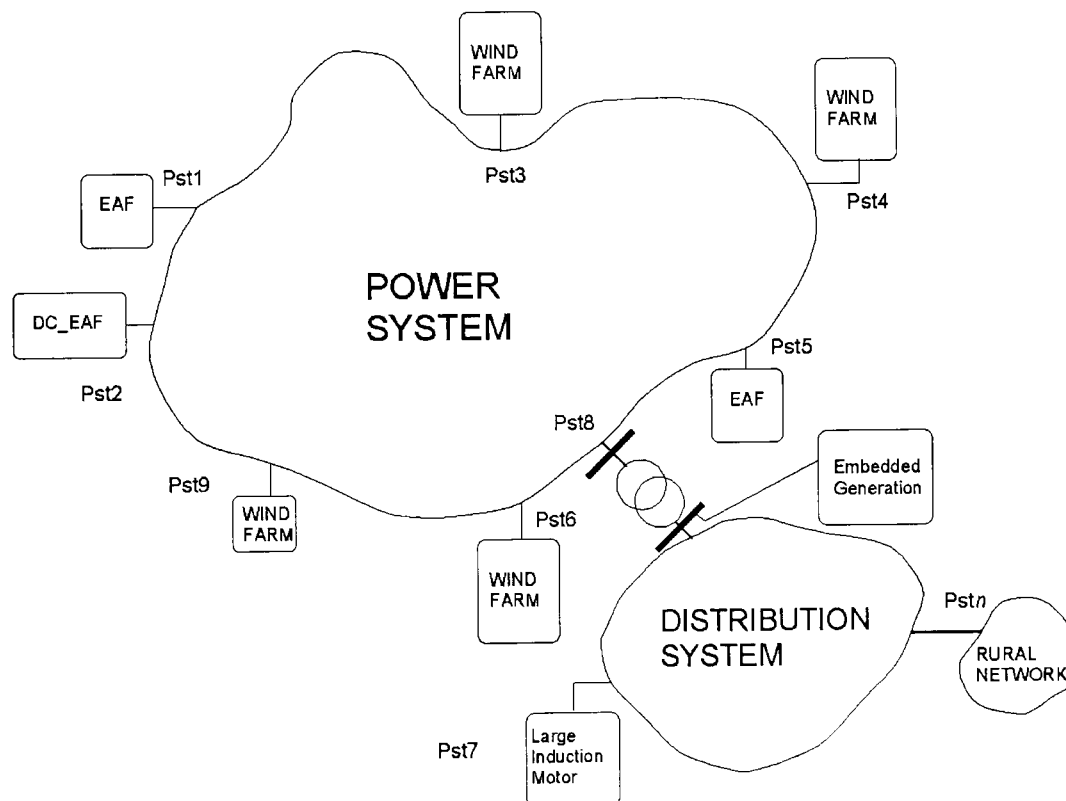 WIND
FARM
WIND
FARM
Pst1
Pst3
EAF
Pst4
POWER
SYSTEM
DC_EAF
Pst5
Pst2
EAF
Pst8
Embedded
Generation
Pst9
WIND
FARM
Pst6
WIND
FARM
Pstn
DISTRIBUTION
SYSTEM
RURAL
NETWORK
Pst7
Large
Induction
Motor